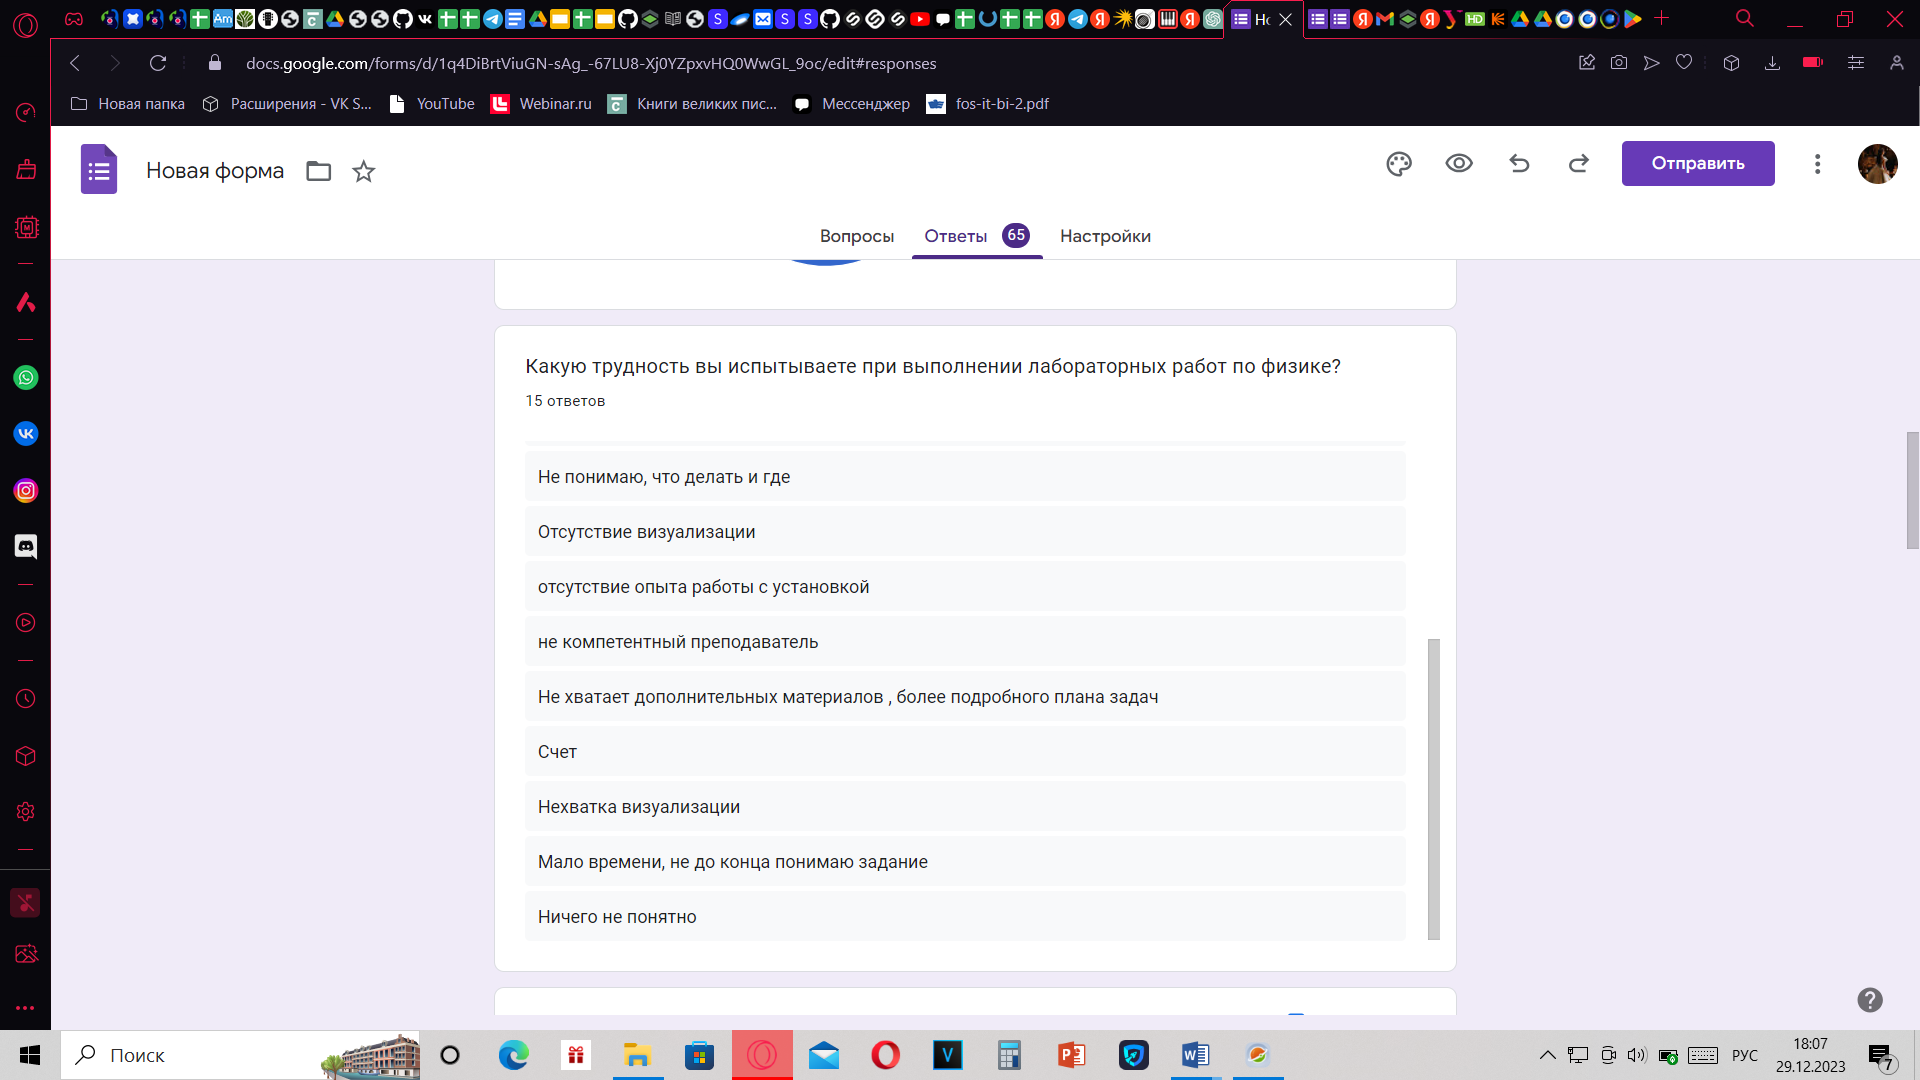 docs.google.com/forms/d/1q4DiBrtViuGN-sAg_-67LU8-Xj0YZpxvHQ0WwGL_9oc/edit#responses
Новая папка
Расширения - VK S...
YouTube
Webinar.ru
Книги великих пис...
Мессенджер
fos-it-bi-2.pdf
Новая форма
Отправить
Вопросы
Ответы 65
Настройки
Какую трудность вы испытываете при выполнении лабораторных работ по физике?
15 ответов
Не понимаю, что делать и где
Отсутствие визуализации
отсутствие опыта работы с установкой
не компетентный преподаватель
Не хватает дополнительных материалов , более подробного плана задач
Счет
Нехватка визуализации
Мало времени, не до конца понимаю задание
Ничего не понятно
Поиск
РУС
18:07
29.12.2023
7